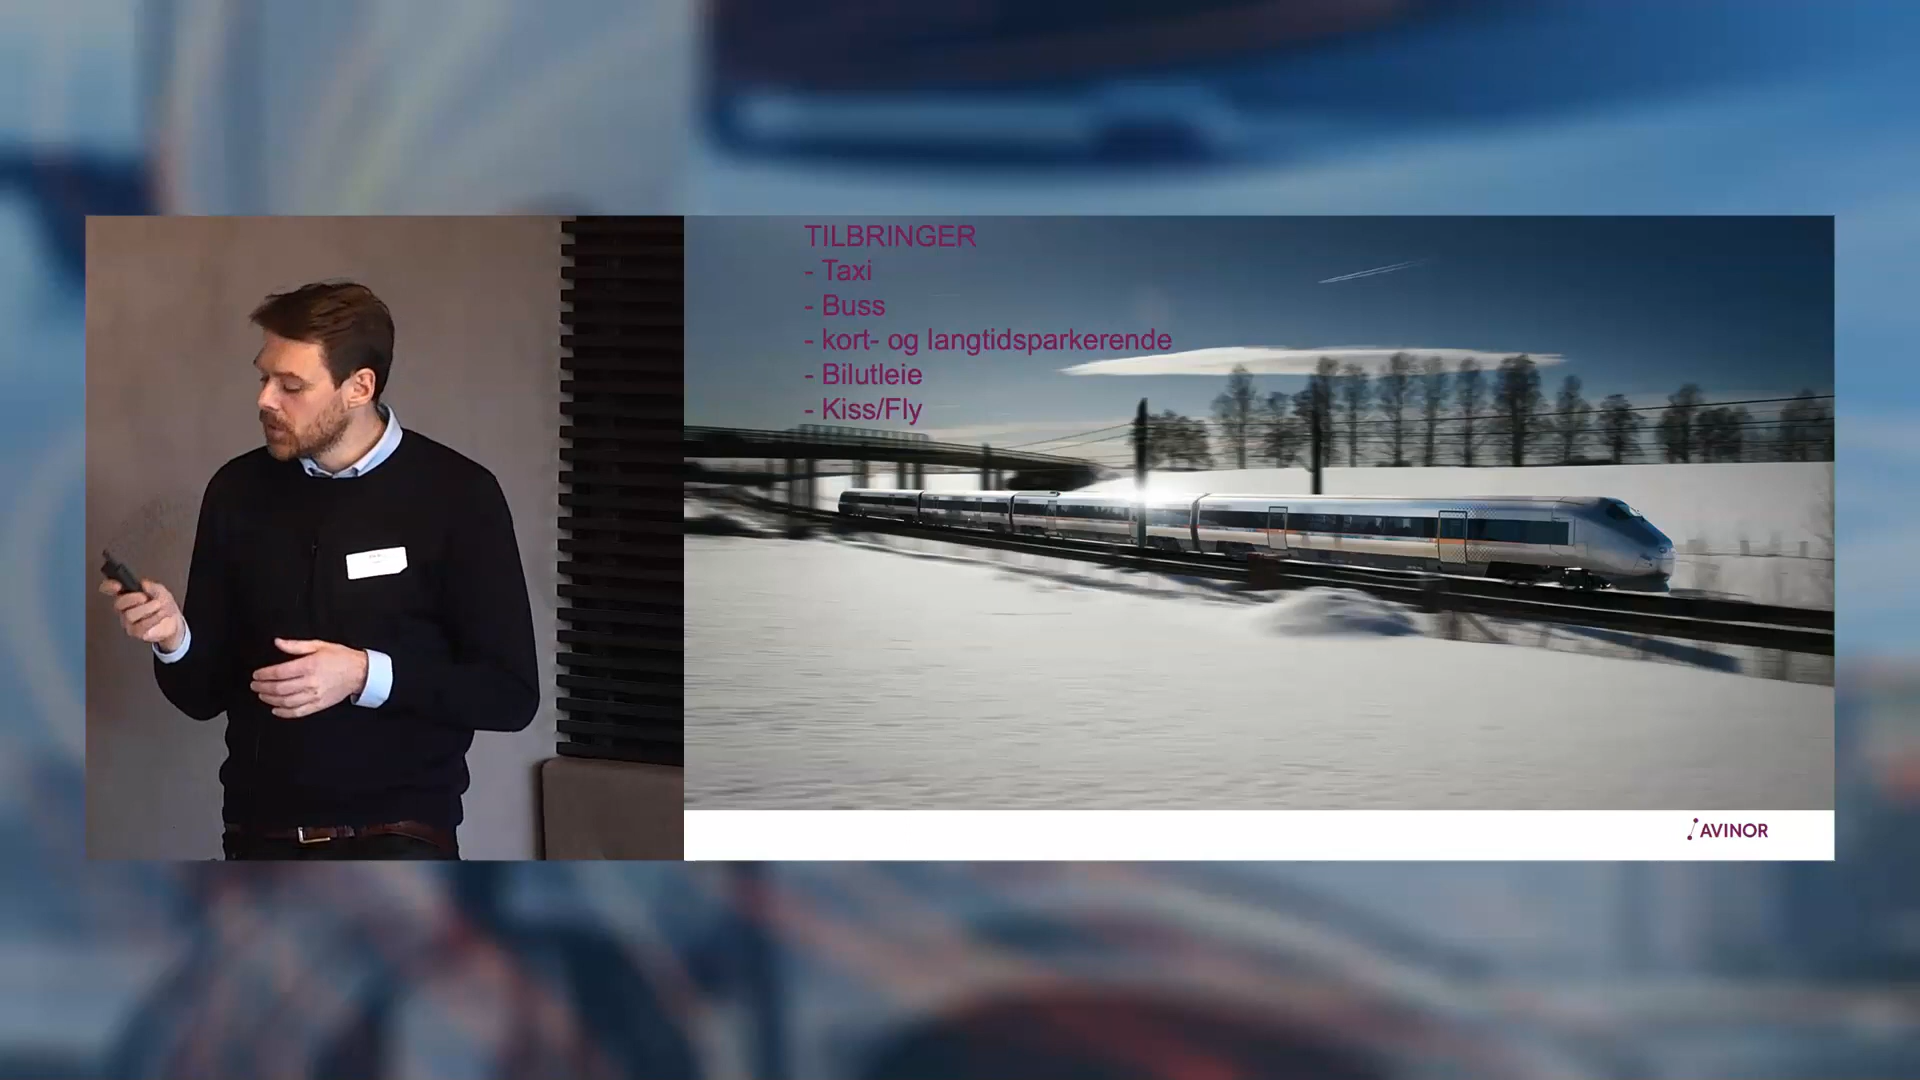 TILBRINGER
- Taxi
- Buss
- kort- og langtidsparkerende
- Bilutleie
- Kiss/Fly
AVINOR